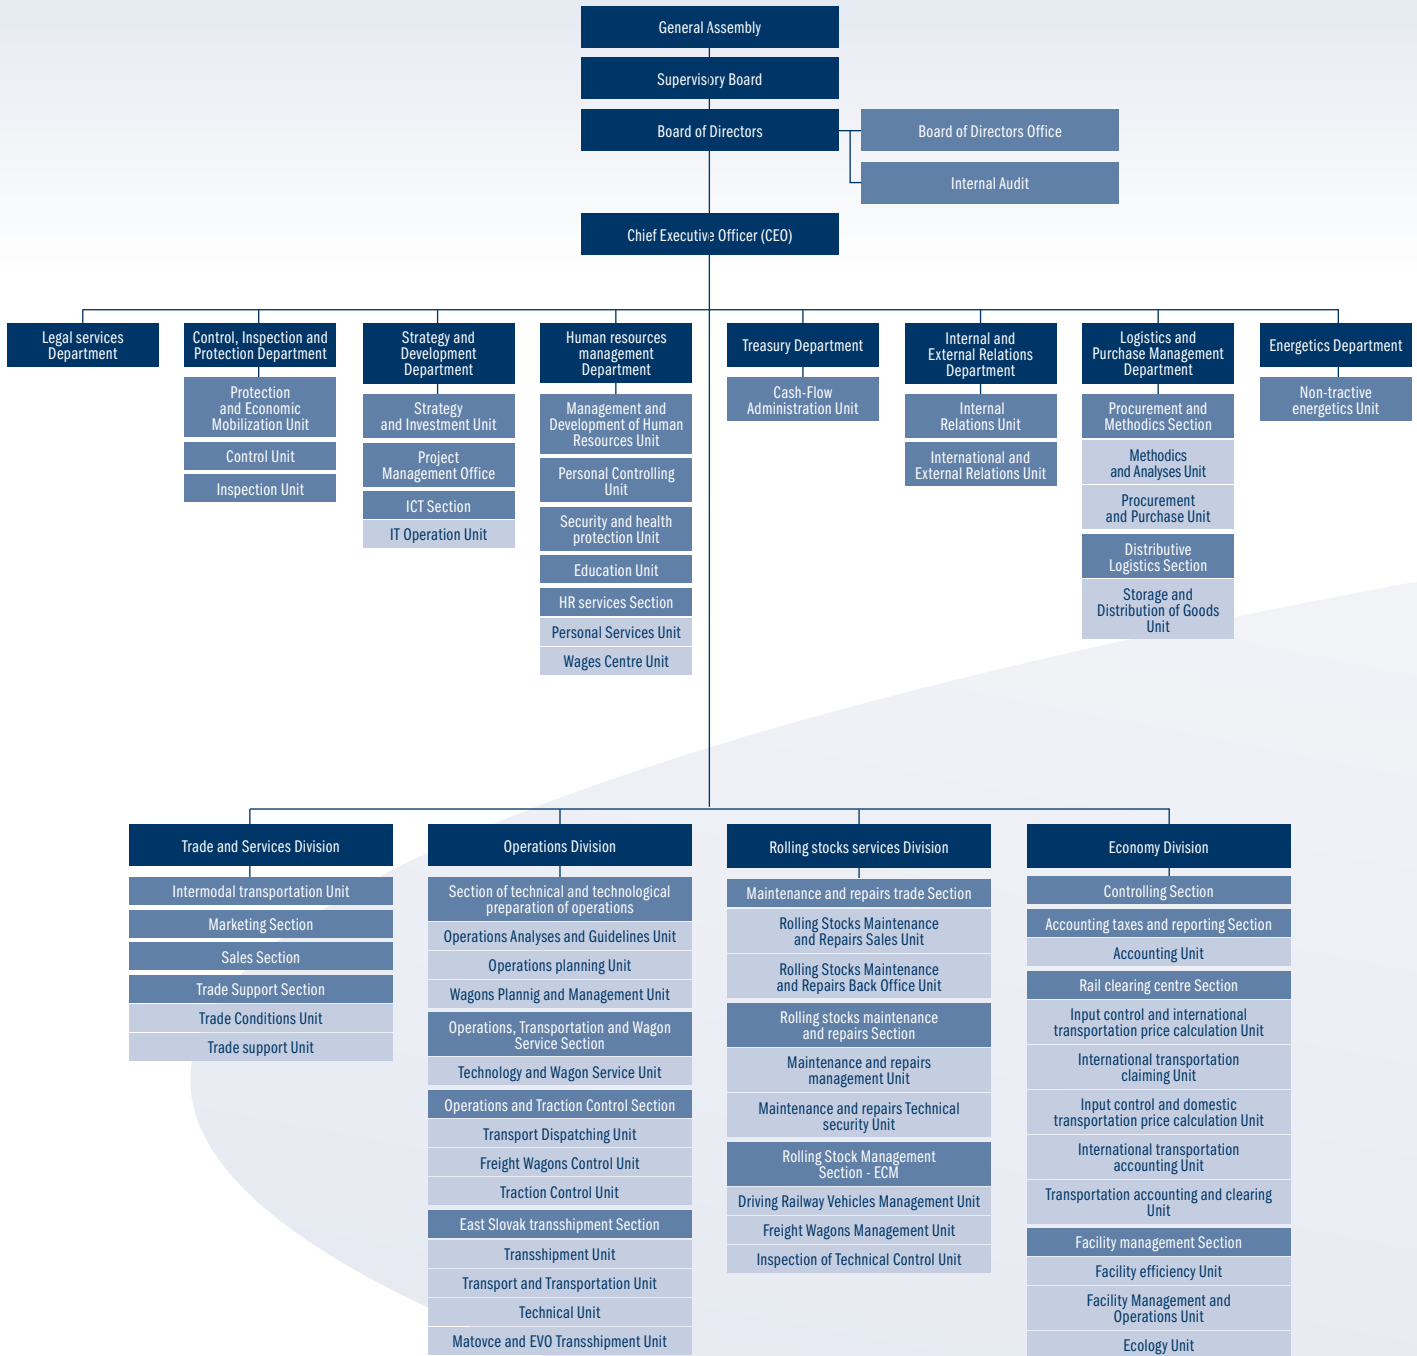 General Assembly
Supervisory Board
Board of Directors
Board of Directors Office
Internal Audit
Chief Executive Officer (CEO)
Legal services
Department
Control, Inspection and
Protection Department
Protection
and Economic
Mobilization Unit
Control Unit
Inspection Unit
Strategy and
Development
Department
Strategy
and Investment Unit
Project
Management Office
ICT Section
IT Operation Unit
Human resources
management
Department
Management and
Development of Human
Resources Unit
Personal Controlling
Unit
Security and health
protection Unit
Education Unit
HR services Section
Personal Services Unit
Wages Centre Unit
Treasury Department
Cash-Flow
Administration Unit
Internal and
External Relations
Department
Internal
Relations Unit
International and
External Relations Unit
Logistics and
Purchase Management
Department
Procurement and
Methodics Section
Methodics
and Analyses Unit
Procurement
and Purchase Unit
Distributive
Logistics Section
Storage and
Distribution of Goods
Unit
Energetics Department
Non-tractive
energetics Unit
Trade and Services Division
Intermodal transportation Unit
Marketing Section
Sales Section
Trade Support Section
Trade Conditions Unit
Trade support Unit
Operations Division
Section of technical and technological
preparation of operations
Operations Analyses and Guidelines Unit
Operations planning Unit
Wagons Plannig and Management Unit
Operations, Transportation and Wagon
Service Section
Technology and Wagon Service Unit
Operations and Traction Control Section
Transport Dispatching Unit
Freight Wagons Control Unit
Traction Control Unit
East Slovak transshipment Section
Transshipment Unit
Transport and Transportation Unit
Technical Unit
Matovce and EVO Transshipment Unit
Rolling stocks services Division
Maintenance and repairs trade Section
Rolling Stocks Maintenance
and Repairs Sales Unit
Rolling Stocks Maintenance
and Repairs Back Office Unit
Rolling stocks maintenance
and repairs Section
Maintenance and repairs
management Unit
Maintenance and repairs Technical
security Unit
Rolling Stock Management
Section - ECM
Driving Railway Vehicles Management Unit
Freight Wagons Management Unit
Inspection of Technical Control Unit
Economy Division
Controlling Section
Accounting taxes and reporting Section
Accounting Unit
Rail clearing centre Section
Input control and international
transportation price calculation Unit
International transportation
claiming Unit
Input control and domestic
transportation price calculation Unit
International transportation
accounting Unit
Transportation accounting and clearing
Unit
Facility management Section
Facility efficiency Unit
Facility Management and
Operations Unit
Ecology Unit